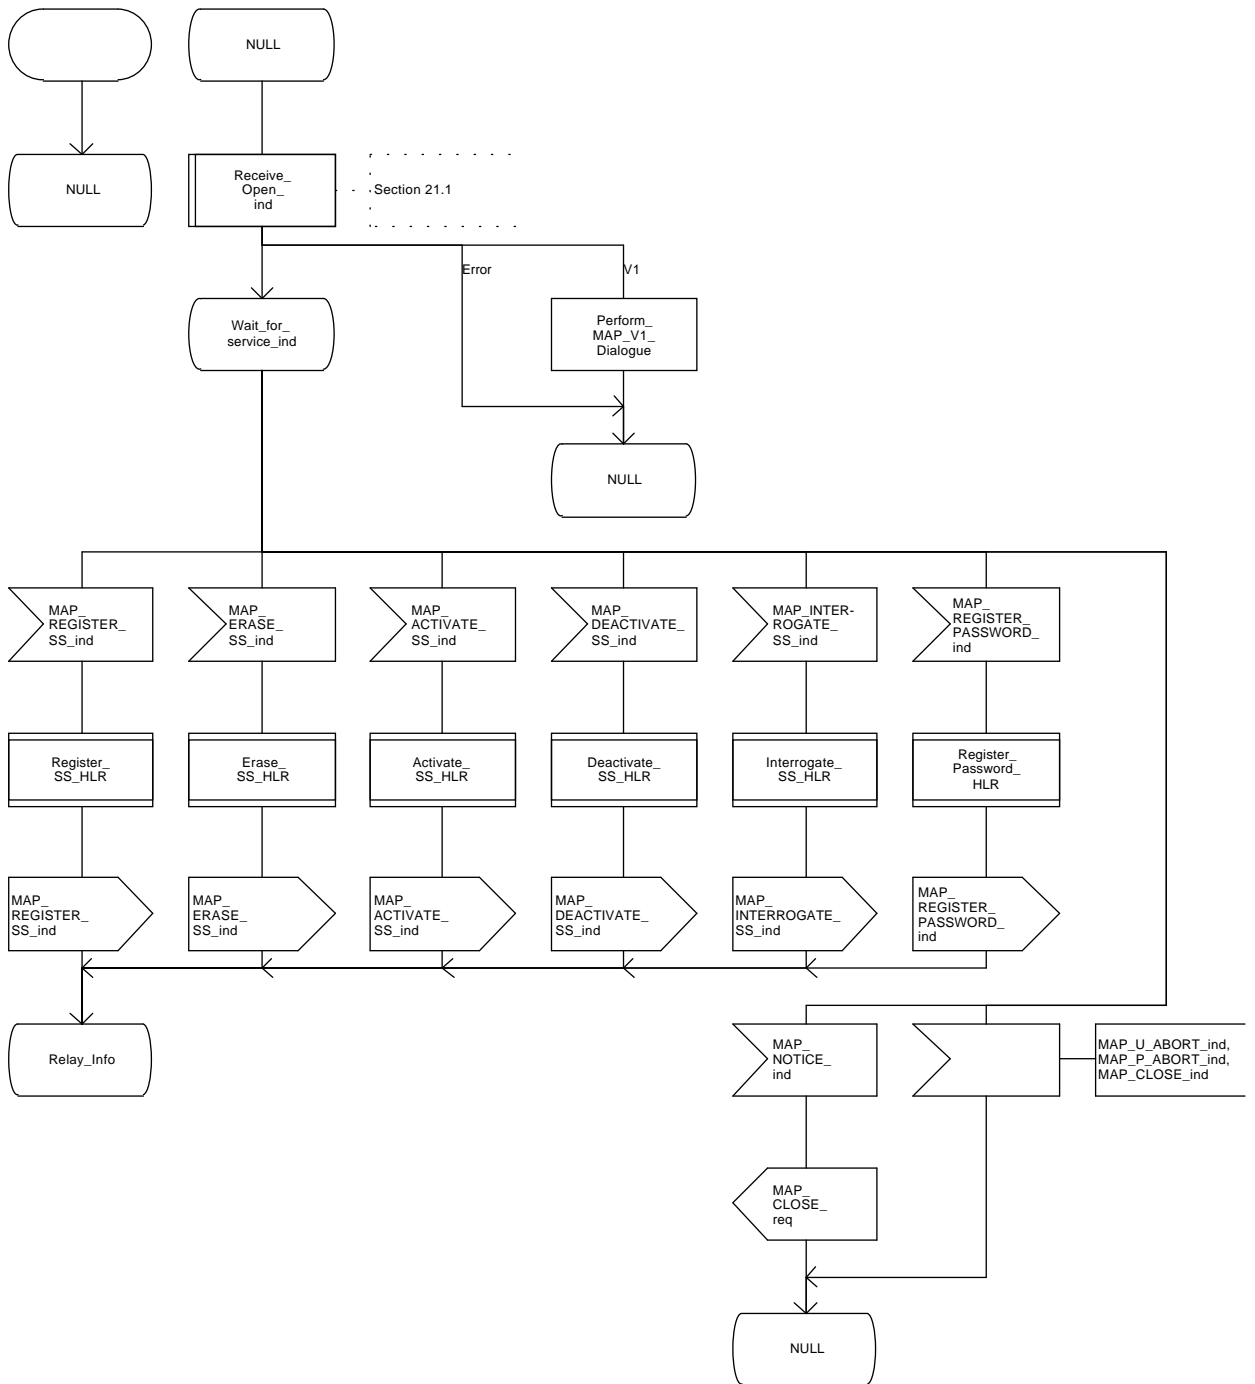 NULL
NULL
Receive_
Open_
ind
Section 21.1
Error
V1
Wait_for_
service_ind
Perform_
MAP_V1_
Dialogue
NULL
MAP_
REGISTER_
SS_ind
MAP_
ERASE_
SS_ind
MAP_
ACTIVATE_
SS_ind
MAP_
DEACTIVATE_
SS_ind
MAP_INTER-
ROGATE_
SS_ind
MAP_
REGISTER_
PASSWORD_
ind
Register_
SS_HLR
Erase_
SS_HLR
Activate_
SS_HLR
Deactivate_
SS_HLR
Interrogate_
SS_HLR
Register_
Password_
HLR
MAP_
REGISTER_
SS_ind
MAP_
ERASE_
SS_ind
MAP_
ACTIVATE_
SS_ind
MAP_
DEACTIVATE_
SS_ind
MAP_
INTERROGATE_
SS_ind
MAP_
REGISTER_
PASSWORD_
ind
Relay_Info
MAP_
NOTICE_
ind
MAP_U_ABORT_ind,
MAP_P_ABORT_ind,
MAP_CLOSE_ind
MAP_
CLOSE_
req
NULL